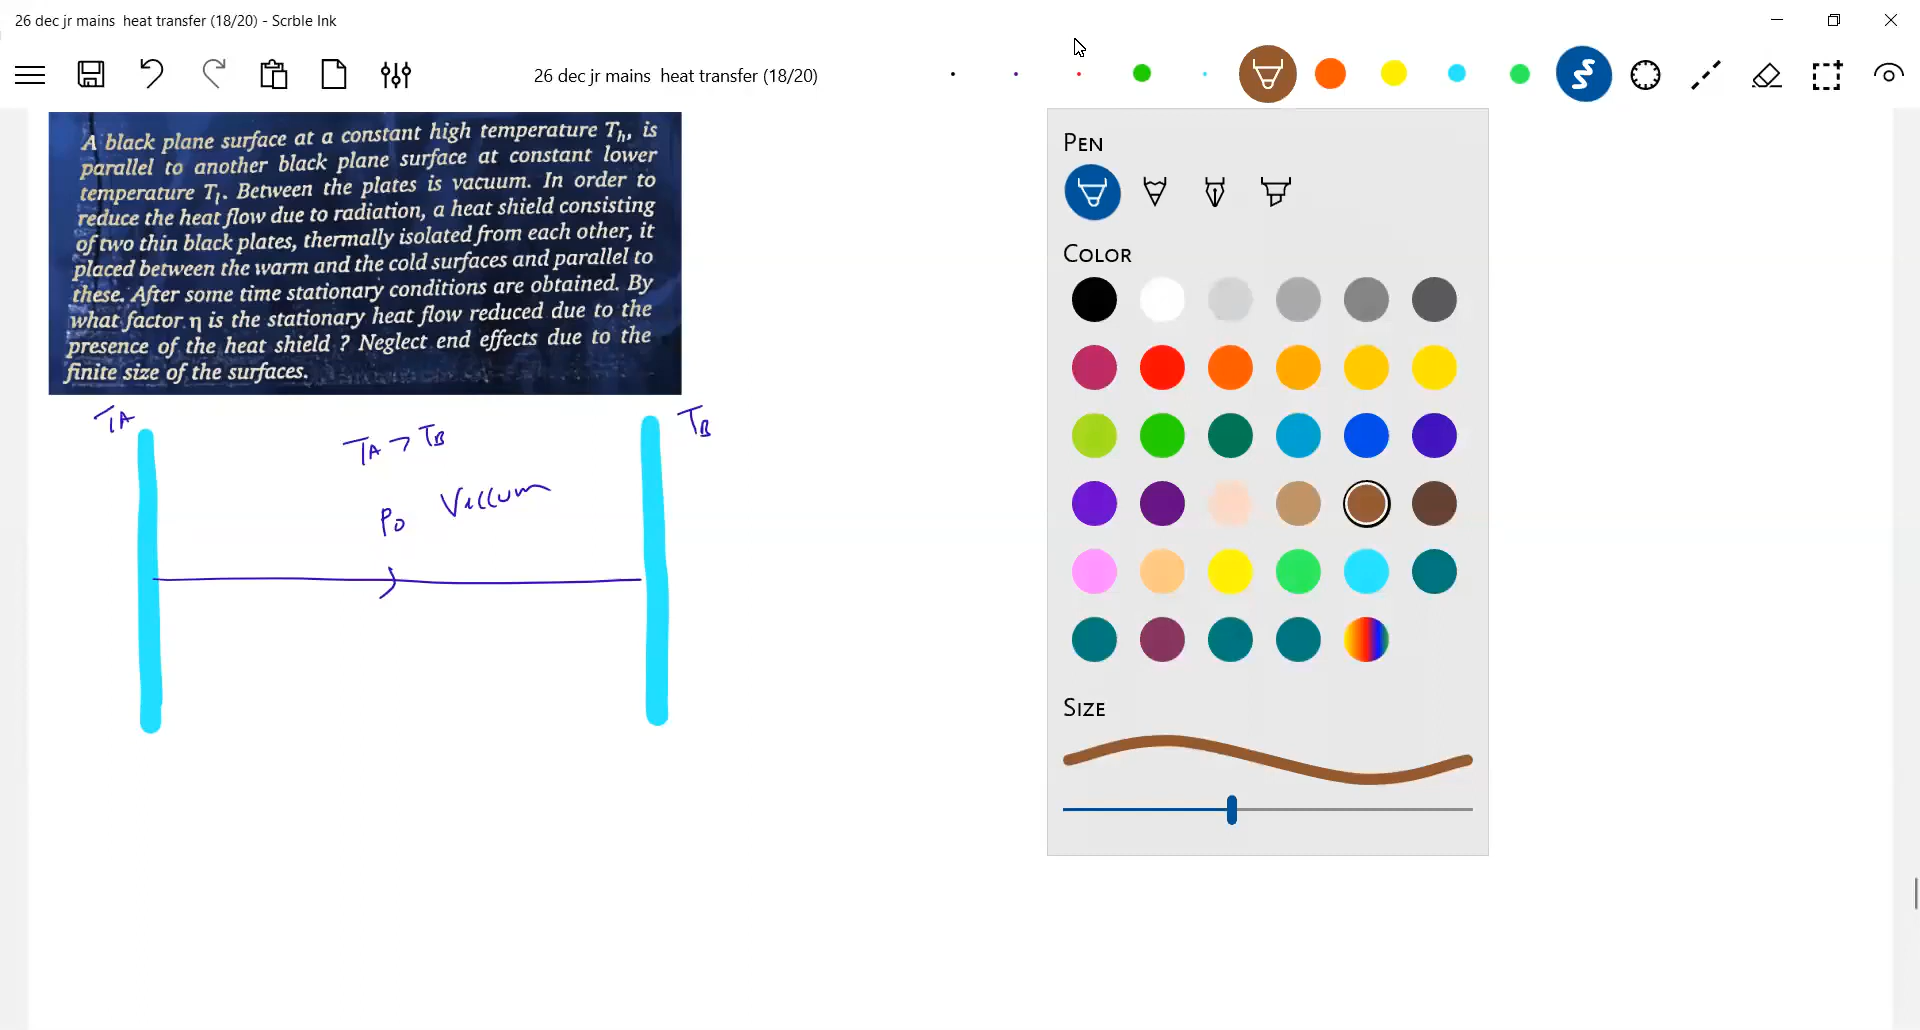 26 dec jr mains heat transfer (18/20) - Scrble Ink
26 dec jr mains heat transfer (18/20)
A black plane surface at a constant high temperature Th, is
parallel to another black plane surface at constant lower
temperature Tl. Between the plates is vacuum. In order to
reduce the heat flow due to radiation, a heat shield consisting
of two thin black plates, thermally isolated from each other, it
placed between the warm and the cold surfaces and parallel to
these. After some time stationary conditions are obtained. By
what factor η is the stationary heat flow reduced due to the
presence of the heat shield ? Neglect end effects due to the
finite size of the surfaces.
TA
TB
TA > TB
P0 Vaccum
PEN
COLOR
SIZE